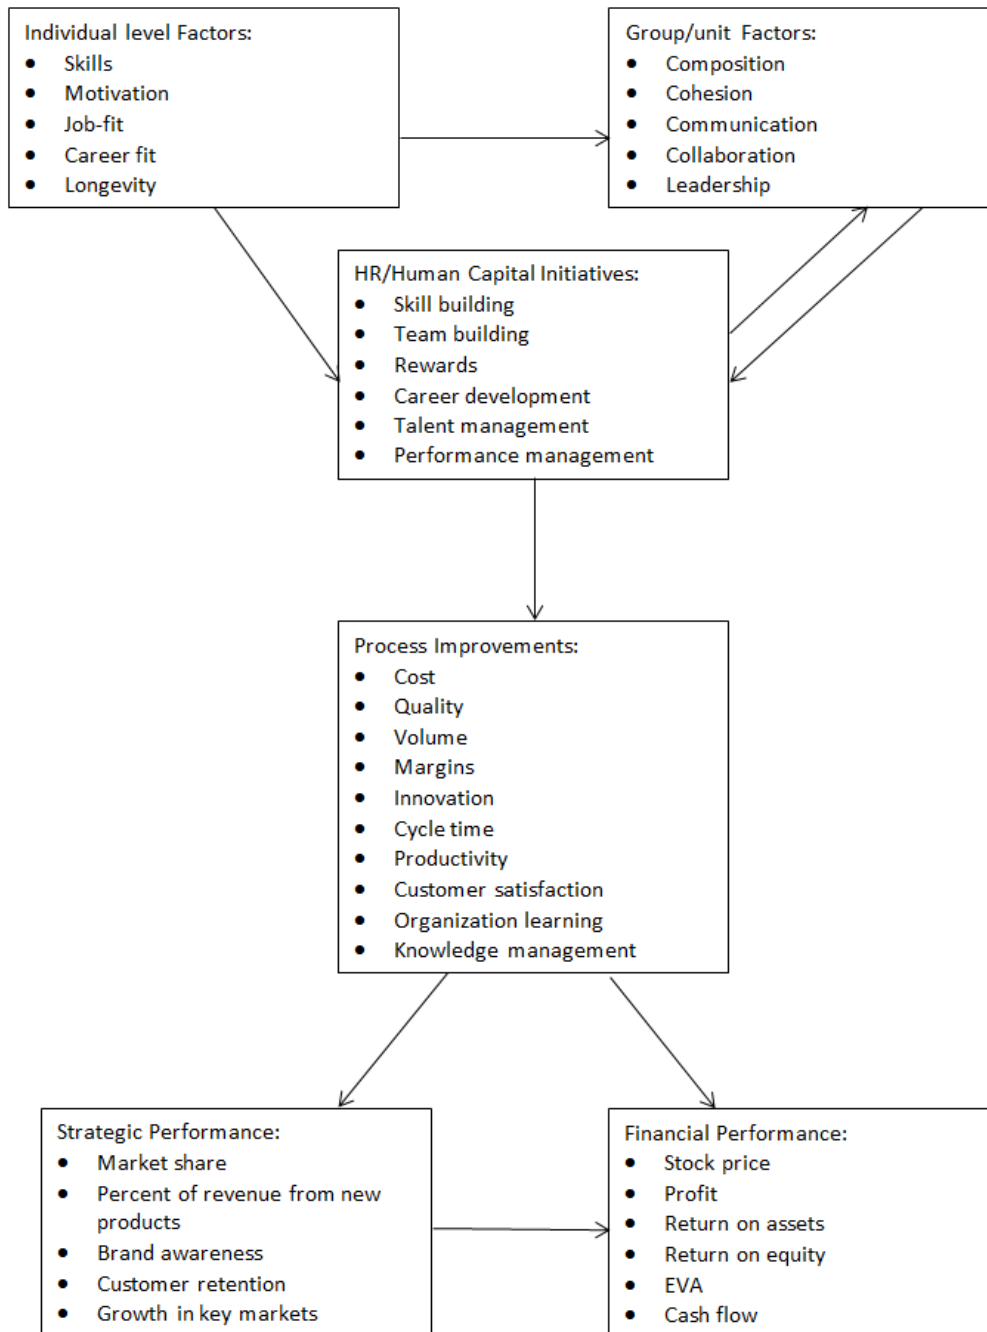 Individual level Factors:
• Skills
• Motivation
• Job-fit
• Career fit
• Longevity
Group/unit Factors:
• Composition
• Cohesion
• Communication
• Collaboration
• Leadership
HR/Human Capital Initiatives:
• Skill building
• Team building
• Rewards
• Career development
• Talent management
• Performance management
Process Improvements:
• Cost
• Quality
• Volume
• Margins
• Innovation
• Cycle time
• Productivity
• Customer satisfaction
• Organization learning
• Knowledge management
Strategic Performance:
• Market share
• Percent of revenue from new
products
• Brand awareness
• Customer retention
• Growth in key markets
Financial Performance:
• Stock price
• Profit
• Return on assets
• Return on equity
• EVA
• Cash flow